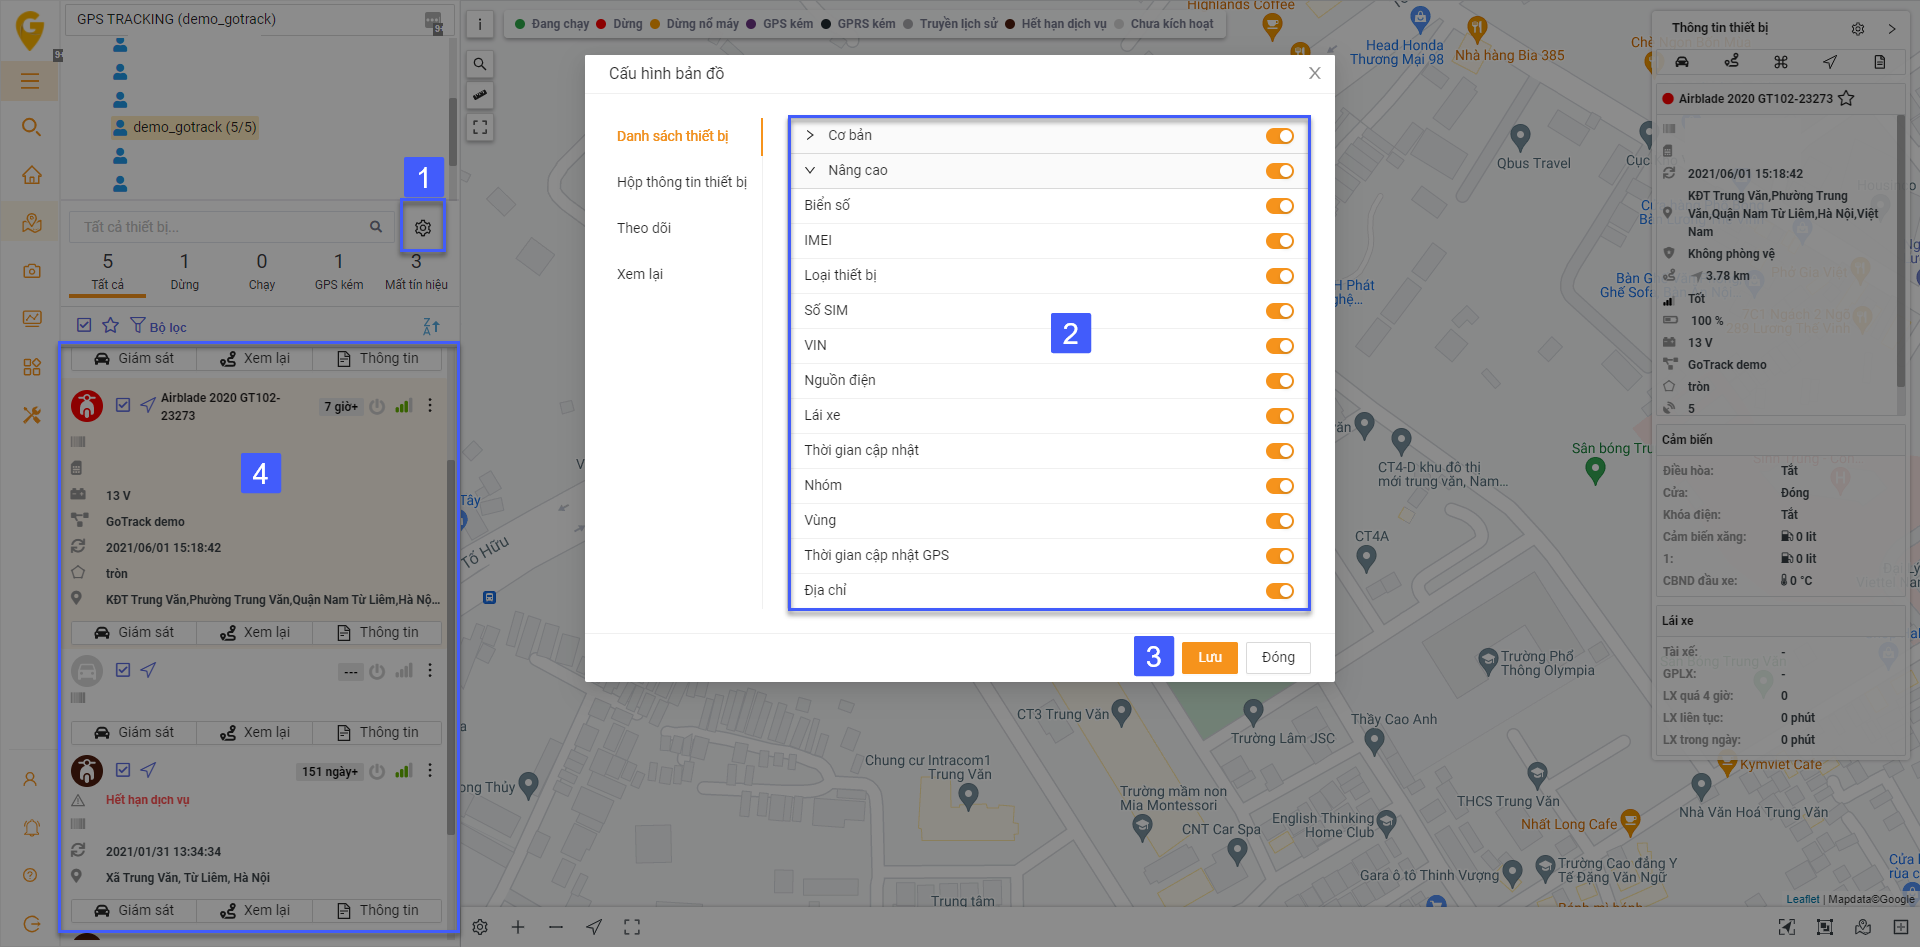 GPS TRACKING (demo_gotrack)
9+
9+
demo_gotrack (5/5)
1
Tất cả thiết bị...
5
Tất cả
1
Dừng
0
Chạy
1
GPS kém
3
Mất tín hiệu
Bộ lọc
Giám sát
Xem lại
Thông tin
Airblade 2020 GT102-
23273
7 giờ+
4
13 V
GoTrack demo
2021/06/01 15:18:42
tròn
KĐT Trung Văn,Phường Trung Văn,Quận Nam Từ Liêm,Hà Nộ...
Giám sát
Xem lại
Thông tin
---
Giám sát
Xem lại
Thông tin
151 ngày+
Hết hạn dịch vụ
2021/01/31 13:34:34
Xã Trung Văn, Từ Liêm, Hà Nội
Giám sát
Xem lại
Thông tin
Đang chạy
Dừng
Dừng nổ máy
GPS kém
GPRS kém
Truyền lịch sử
Hết hạn dịch vụ
Chưa kích hoạt
Cấu hình bản đồ
Danh sách thiết bị
Hộp thông tin thiết bị
Theo dõi
Xem lại
Cơ bản
Nâng cao
Biển số
IMEI
Loại thiết bị
Số SIM
2
VIN
Nguồn điện
Lái xe
Thời gian cập nhật
Nhóm
Vùng
Thời gian cập nhật GPS
Địa chỉ
3
Lưu
Đóng
Highlands Coffee
Head Honda
Thương Mại 98
Nhà hàng Bia 385
Qbus Travel
Tố Hữu
CT4-D khu đô thị
mới trung văn, Nam...
CT4A
Trường Phổ
Thông Olympia
CT3 Trung Văn
Trường Lâm JSC
Thầy Cao Anh
Chung cư Intracom1
Trung Văn
Trường mầm non
Mia Montessori
CNT Car Spa
English Thinking
Home Club
THCS Trung Văn
Nhất Long Cafe
Kymviet Cafe
Nhà Văn Hoá Trung Văn
Gara ô tô Thinh Vượng
Trường Cao đẳng Y
Tế Đặng Văn Ngữ
Trung tâm
Leaflet | Mapdata©Google
Thông tin thiết bị
Airblade 2020 GT102-23273
2021/06/01 15:18:42
KĐT Trung Văn,Phường Trung
Văn,Quận Nam Từ Liêm,Hà Nội,Việt
Nam
Không phòng vệ
3.78 km
Tốt
100 %
13 V
GoTrack demo
tròn
5
Cảm biến
Điều hòa: Tắt
Cửa: Đóng
Khóa điện: Tắt
Cảm biến xăng: 0 lit
1: 0 lit
CBNĐ đầu xe: 0 °C
Lái xe
Tài xế: -
GPLX: -
LX quá 4 giờ: 0
LX liên tục: 0 phút
LX trong ngày: 0 phút